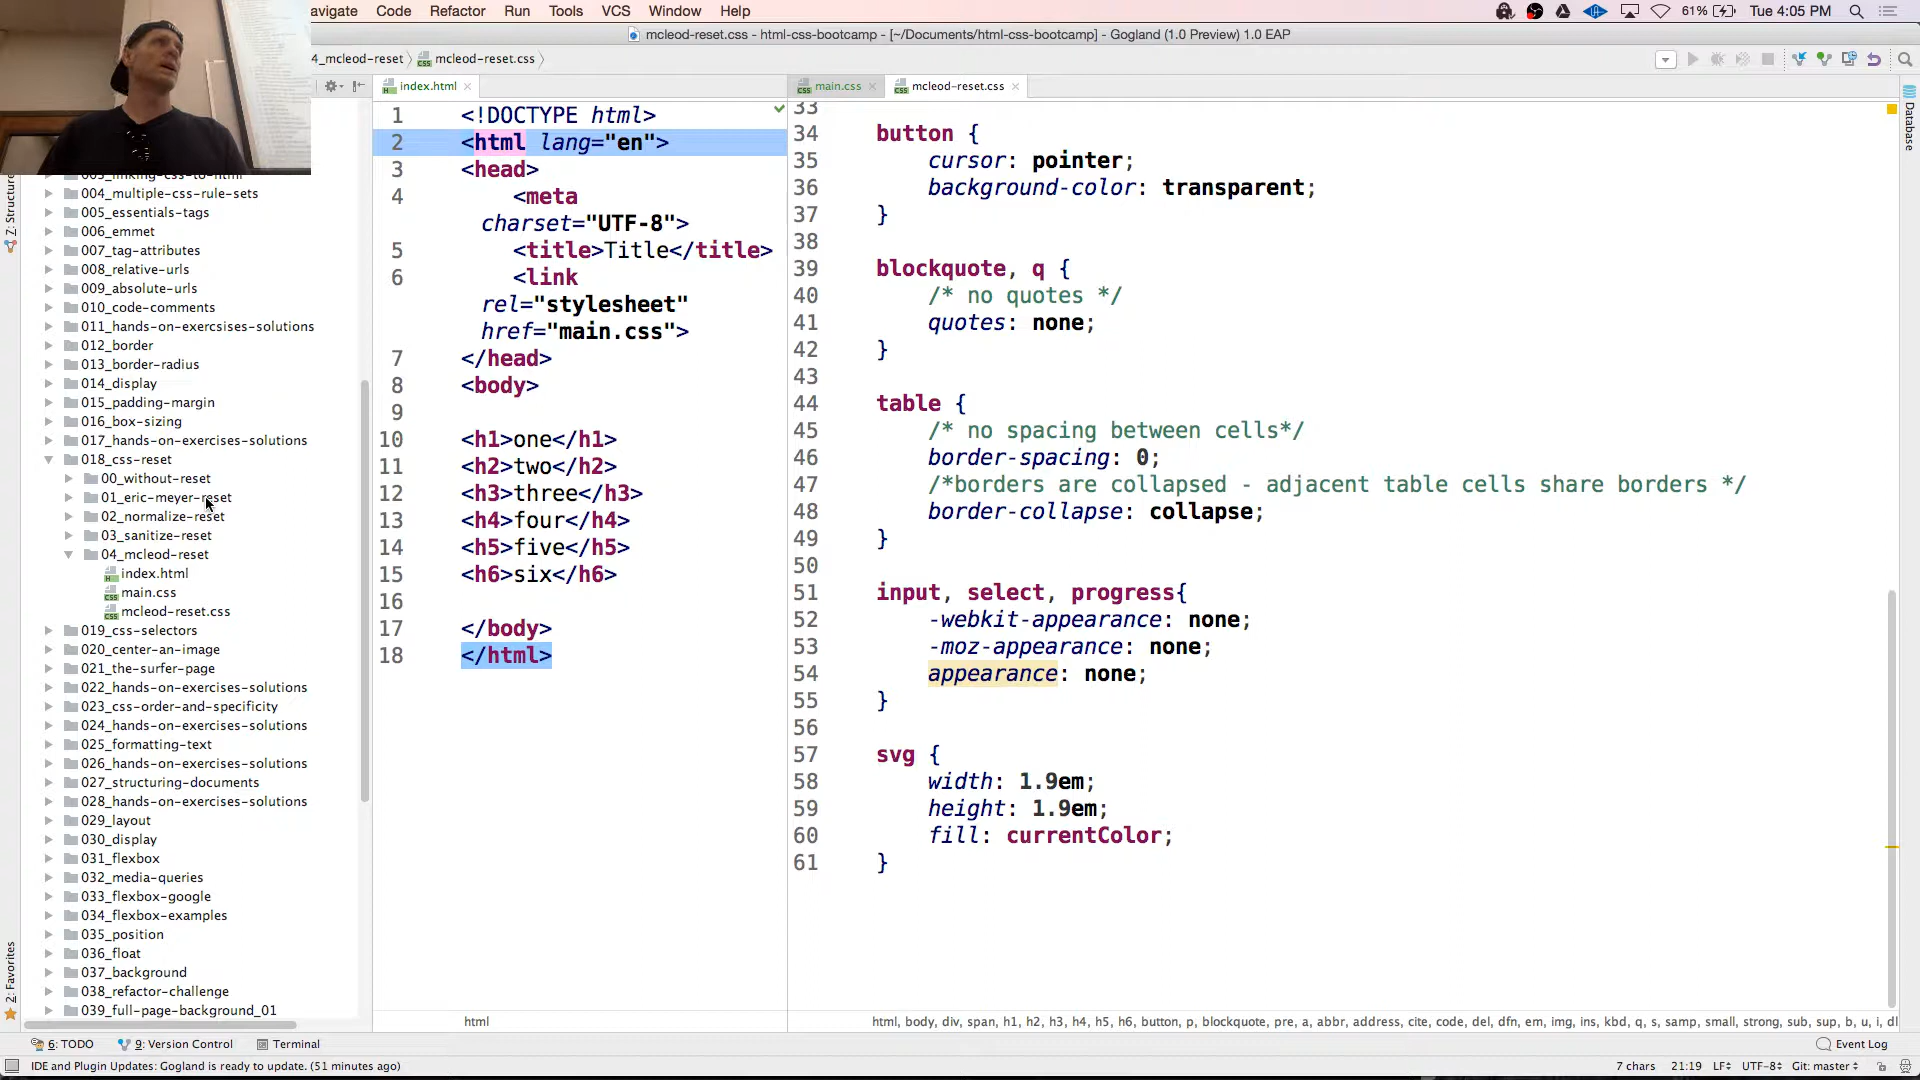 avigate Code Refactor Run Tools VCS Window Help 61% Tue 4:05 PM
mcleod-reset.css - html-css-bootcamp - [~/Documents/html-css-bootcamp] - Gogland (1.0 Preview) 1.0 EAP
4_mcleod-reset mcleod-reset.css
index.html
main.css mcleod-reset.css
004_multiple-css-rule-sets
005_essentials-tags
006_emmet
007_tag-attributes
008_relative-urls
009_absolute-urls
010_code-comments
011_hands-on-exercsises-solutions
012_border
013_border-radius
014_display
015_padding-margin
016_box-sizing
017_hands-on-exercises-solutions
018_css-reset
00_without-reset
01_eric-meyer-reset
02_normalize-reset
03_sanitize-reset
04_mcleod-reset
index.html
main.css
mcleod-reset.css
019_css-selectors
020_center-an-image
021_the-surfer-page
022_hands-on-exercises-solutions
023_css-order-and-specificity
024_hands-on-exercises-solutions
025_formatting-text
026_hands-on-exercises-solutions
027_structuring-documents
028_hands-on-exercises-solutions
029_layout
030_display
031_flexbox
032_media-queries
033_flexbox-google
034_flexbox-examples
035_position
036_float
037_background
038_refactor-challenge
039_full-page-background_01
Z: Structure
2: Favorites
1 <!DOCTYPE html>
2 <html lang="en">
3 <head>
4 <meta
charset="UTF-8">
5 <title>Title</title>
6 <link
rel="stylesheet"
href="main.css">
7 </head>
8 <body>
9
10 <h1>one</h1>
11 <h2>two</h2>
12 <h3>three</h3>
13 <h4>four</h4>
14 <h5>five</h5>
15 <h6>six</h6>
16
17 </body>
18 </html>
html
33
34 button {
35 cursor: pointer;
36 background-color: transparent;
37 }
38
39 blockquote, q {
40 /* no quotes */
41 quotes: none;
42 }
43
44 table {
45 /* no spacing between cells*/
46 border-spacing: 0;
47 /*borders are collapsed - adjacent table cells share borders */
48 border-collapse: collapse;
49 }
50
51 input, select, progress{
52 -webkit-appearance: none;
53 -moz-appearance: none;
54 appearance: none;
55 }
56
57 svg {
58 width: 1.9em;
59 height: 1.9em;
60 fill: currentColor;
61 }
html, body, div, span, h1, h2, h3, h4, h5, h6, button, p, blockquote, pre, a, abbr, address, cite, code, del, dfn, em, img, ins, kbd, q, s, samp, small, strong, sub, sup, b, u, i, dl
Database
6: TODO 9: Version Control Terminal Event Log
IDE and Plugin Updates: Gogland is ready to update. (51 minutes ago) 7 chars 21:19 LF UTF-8 Git: master